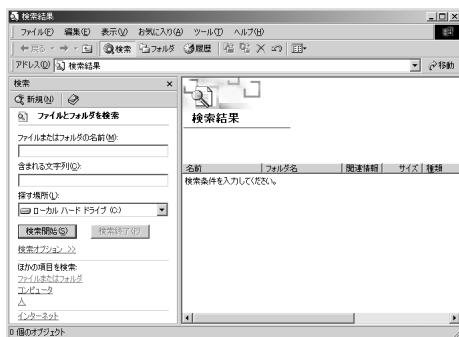 検索結果
ファイル(F) 編集(E) 表示(V) お気に入り(A) ツール(T) ヘルプ(H)
戻る 検索 フォルダ 履歴
アドレス(D) 検索結果 移動
検索
新規(N)
ファイルとフォルダを検索
ファイルまたはフォルダの名前(M):
含まれる文字列(C):
探す場所(L):
ローカル ハード ドライブ (C:)
検索開始(S) 検索終了(P)
検索オプション >>
ほかの項目を検索:
ファイルまたはフォルダ
コンピュータ
人
インターネット
検索結果
名前 フォルダ名 関連情報 サイズ 種類
検索条件を入力してください。
0 個のオブジェクト